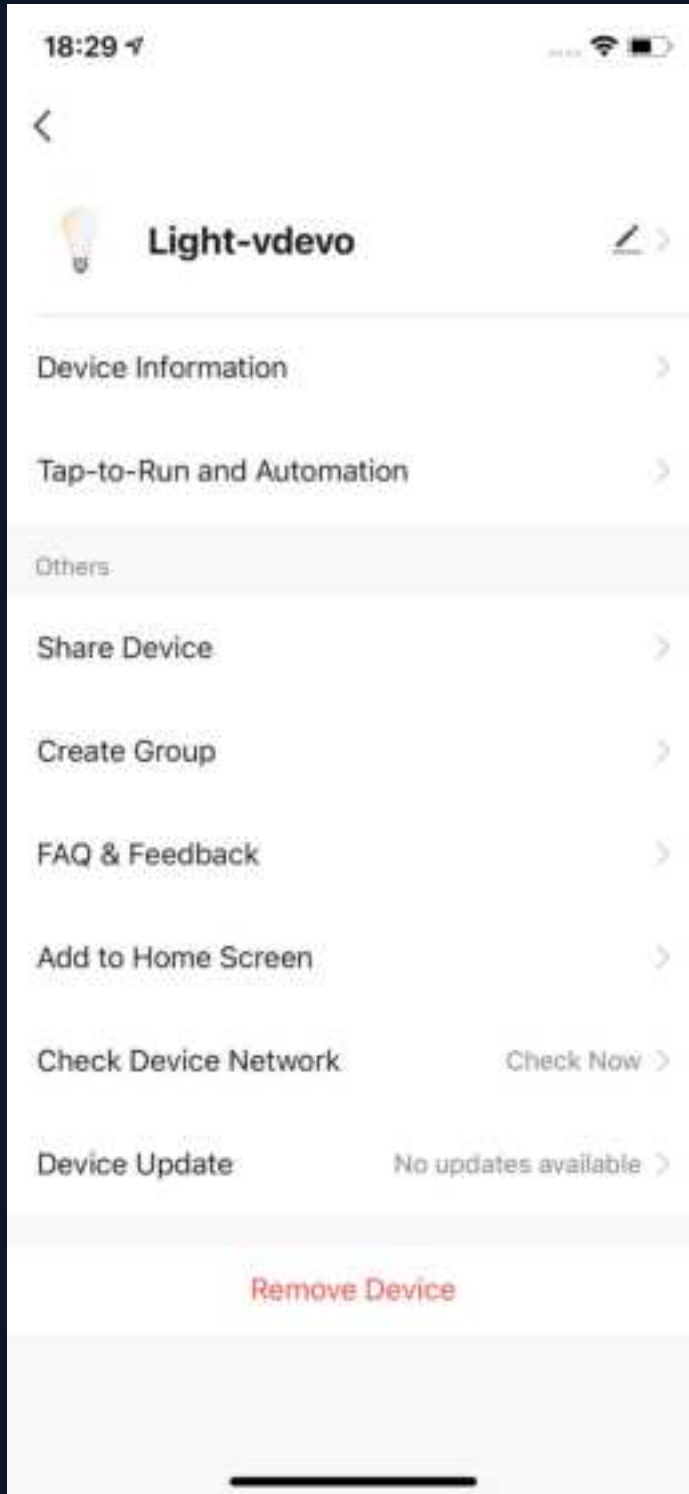 18:29
Light-vdevo
Device Information
Tap-to-Run and Automation
Others
Share Device
Create Group
FAQ & Feedback
Add to Home Screen
Check Device Network Check Now
Device Update No updates available
Remove Device